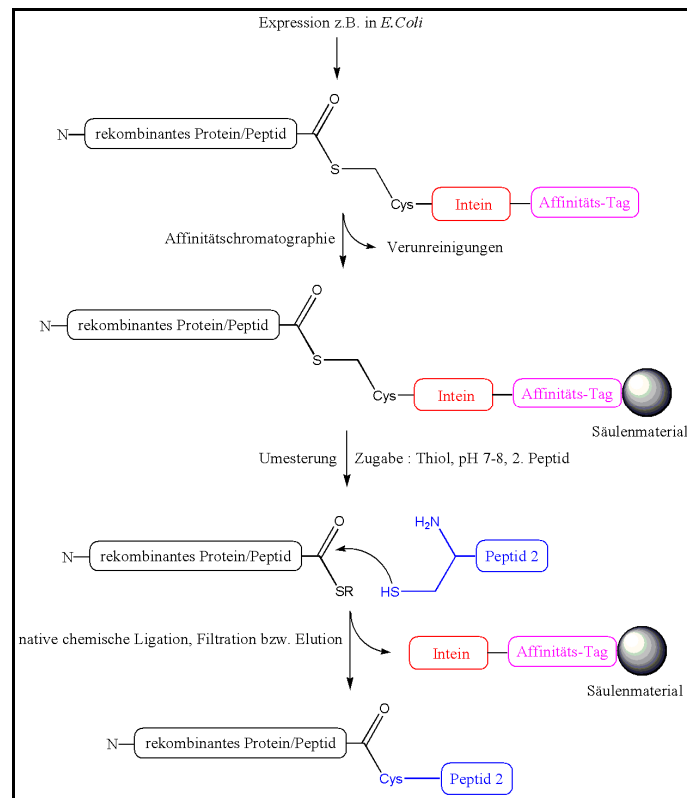 Expression z.B. in E.Coli
O
N
rekombinantes Protein/Peptid
S
Cys
Intein
Affinitäts-Tag
Affinitätschromatographie
Verunreinigungen
O
N
rekombinantes Protein/Peptid
S
Cys
Intein
Affinitäts-Tag
Säulenmaterial
Umesterung
Zugabe : Thiol, pH 7-8, 2. Peptid
O
H2N
N
rekombinantes Protein/Peptid
Peptid 2
SR
HS
native chemische Ligation, Filtration bzw. Elution
Intein
Affinitäts-Tag
Säulenmaterial
O
N
rekombinantes Protein/Peptid
Cys
Peptid 2